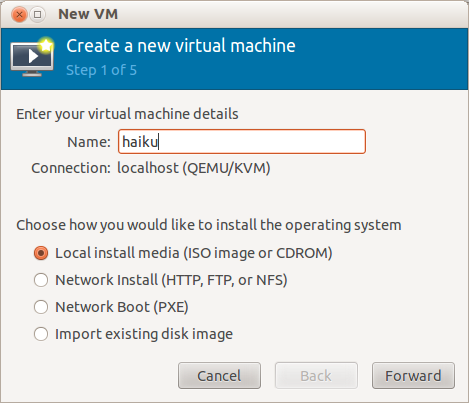 New VM
Create a new virtual machine
Step 1 of 5
Enter your virtual machine details
Name: haiku
Connection: localhost (QEMU/KVM)
Choose how you would like to install the operating system
Local install media (ISO image or CDROM)
Network Install (HTTP, FTP, or NFS)
Network Boot (PXE)
Import existing disk image
Cancel Back Forward